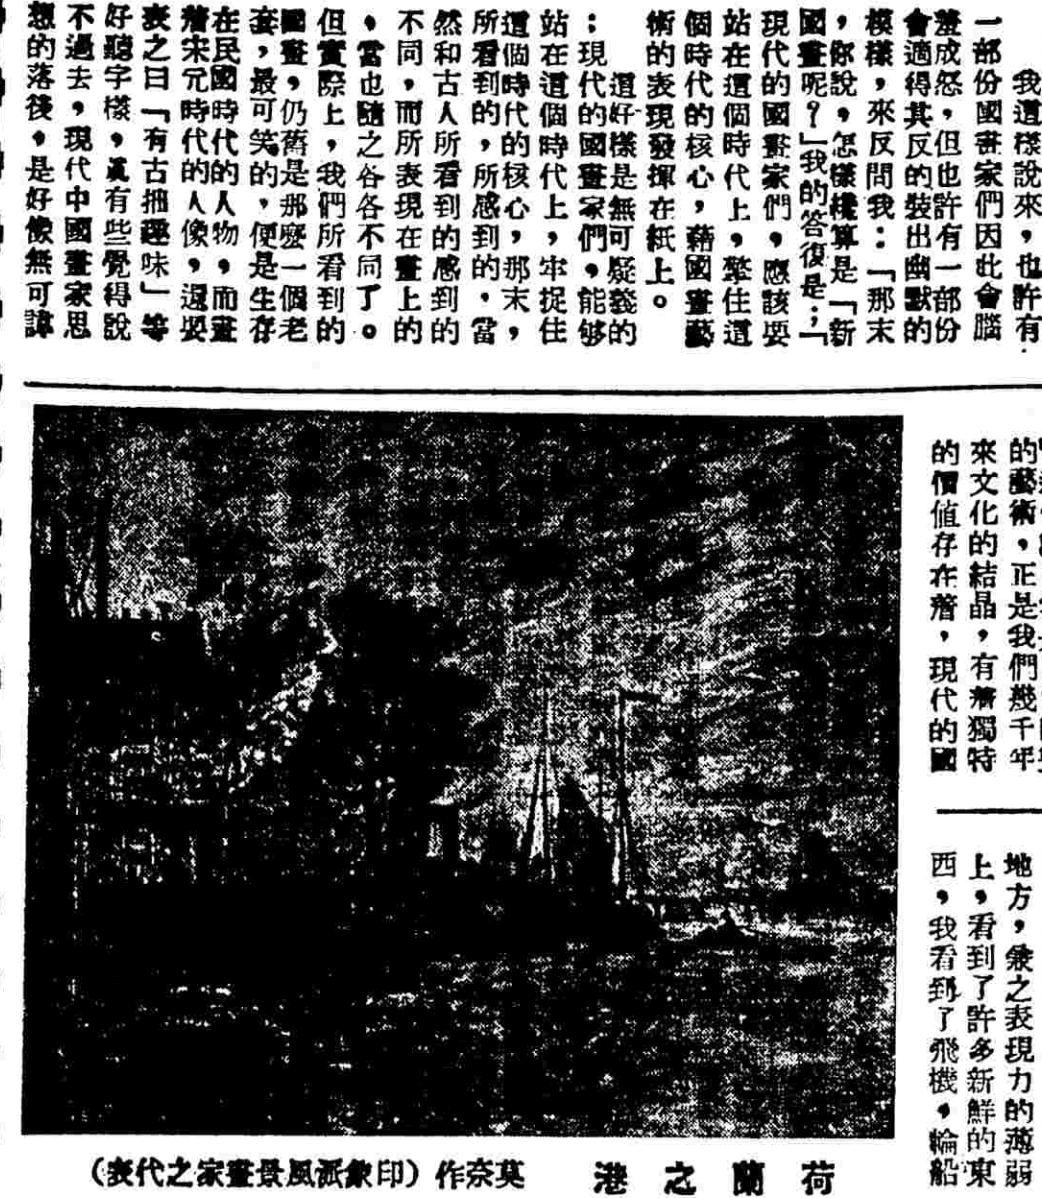 我這樣說來，也許有
一部份國畫家們因此會腦
羞成怒，但也許有一部份
會適得其反的裝出幽默的
模樣，來反問我：「那末
，你說，怎樣纔算是「新
國畫呢？」我的答復是；「
現代的國畫家們，應該要
站在這個時代上，拏住這
個時代的核心，藉國畫藝
術的表現發揮在紙上。
這好樣是無可疑義的
：現代的國畫家們，能够
站在這個時代上，牢捉住
這個時代的核心，那末，
所看到的，所感到的，當
然和古人所看到的感到的
不同，而所表現在畫上的
，當也隨之各各不同了。
但實際上，我們所看到的
國畫，仍舊是那麼一個老
套，最可笑的，便是生存
在民國時代的人物，而畫
着宋元時代的人像，還要
表之曰「有古拙趣味」等
好聽字樣，眞有些覺得說
不過去，現代中國畫家思
想的落後，是好像無可諱
的藝術，正是我們幾千年
來文化的結晶，有着獨特
的價值存在着，現代的國
地方，兼之表現力的薄弱
上，看到了許多新鮮的東
西，我看到了飛機，輪船
荷蘭之港
莫奈作（印象派風景畫家之代表）